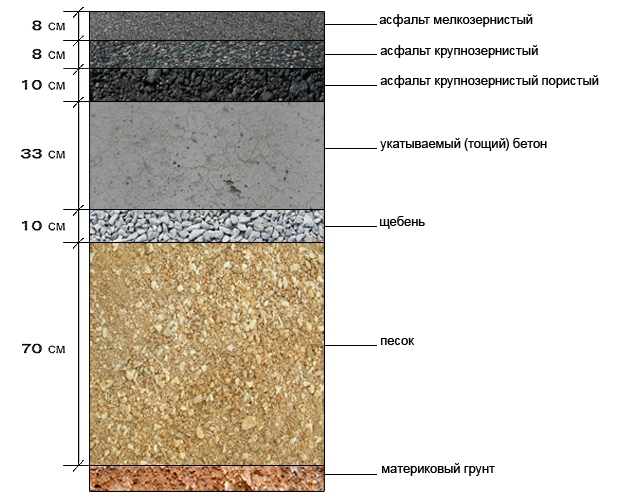 8 см асфальт мелкозернистый
8 см асфальт крупнозернистый
10 см асфальт крупнозернистый пористый
33 см укатываемый (тощий) бетон
10 см щебень
70 см песок
материковый грунт